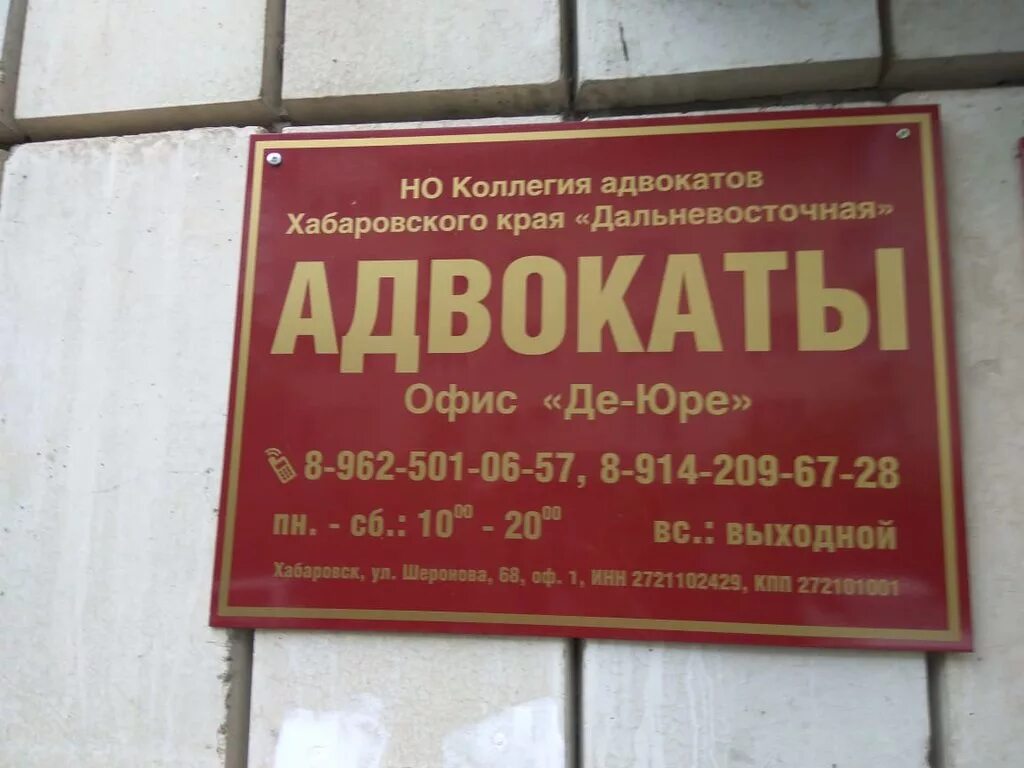 НО Коллегия адвокатов
Хабаровского края «Дальневосточная»
АДВОКАТЫ
Офис «Де-Юре»
8-962-501-06-57, 8-914-209-67-28
пн. - сб.: 10⁰⁰ - 20⁰⁰ вс.: выходной
Хабаровск, ул. Шеронова, 68, оф. 1, ИНН 2721102429, КПП 272101001